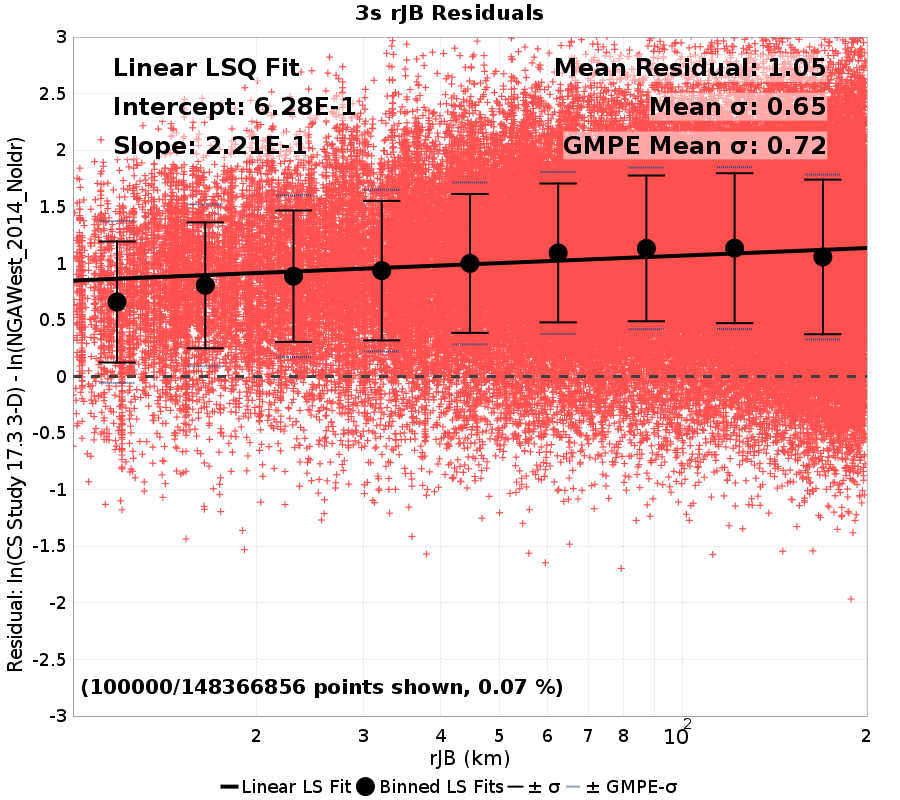 3s rJB Residuals
Linear LSQ Fit
Intercept: 6.28E-1
Slope: 2.21E-1
Mean Residual: 1.05
Mean σ: 0.65
GMPE Mean σ: 0.72
Residual: ln(CS Study 17.3 3-D) - ln(NGAWest_2014_NoIdr)
3
2.5
2
1.5
1
0.5
0
-0.5
-1
-1.5
-2
-2.5
-3
(100000/148366856 points shown, 0.07 %)
2 3 4 5 6 7 8 10² 2
rJB (km)
Linear LS Fit Binned LS Fits ± σ ± GMPE-σ